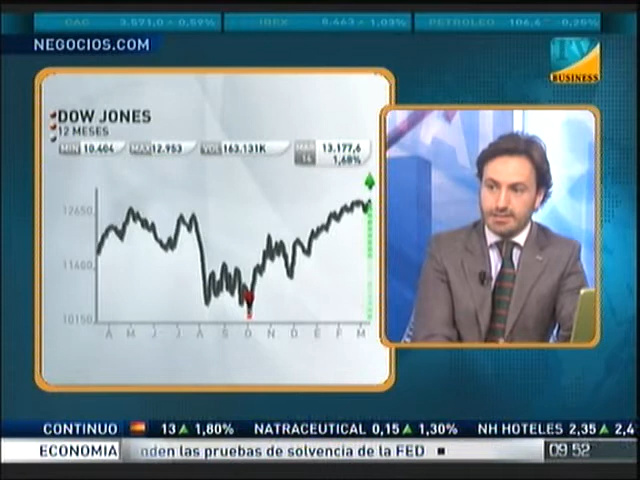 CAC 3.571,0 ▲ 0,59% IBEX 8.463 ▲ 1,03% PETROLEO 106,4 -0,25%
NEGOCIOS.COM
TV
BUSINESS
DOW JONES
12 MESES
MIN 10.404 MAX 12.953 VOL 163.131K MAR 14 13.177,6 1,68%
12650
11400
10150
A M J J A S O N D E F M
CONTINUO 13 ▲ 1,80% NATRACEUTICAL 0,15 ▲ 1,30% NH HOTELES 2,35 ▲ 2,4
ECONOMIA nden las pruebas de solvencia de la FED ■ 09:52